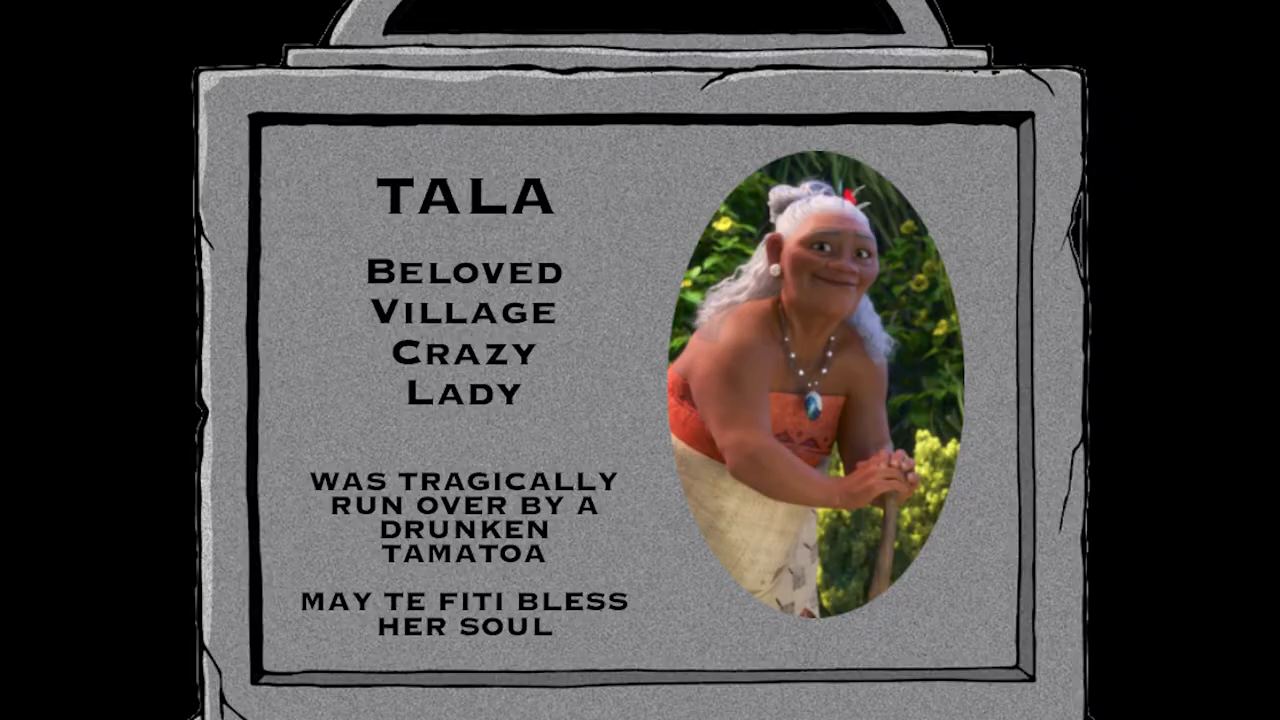 TALA
BELOVED
VILLAGE
CRAZY
LADY
WAS TRAGICALLY
RUN OVER BY A
DRUNKEN
TAMATOA
MAY TE FITI BLESS
HER SOUL